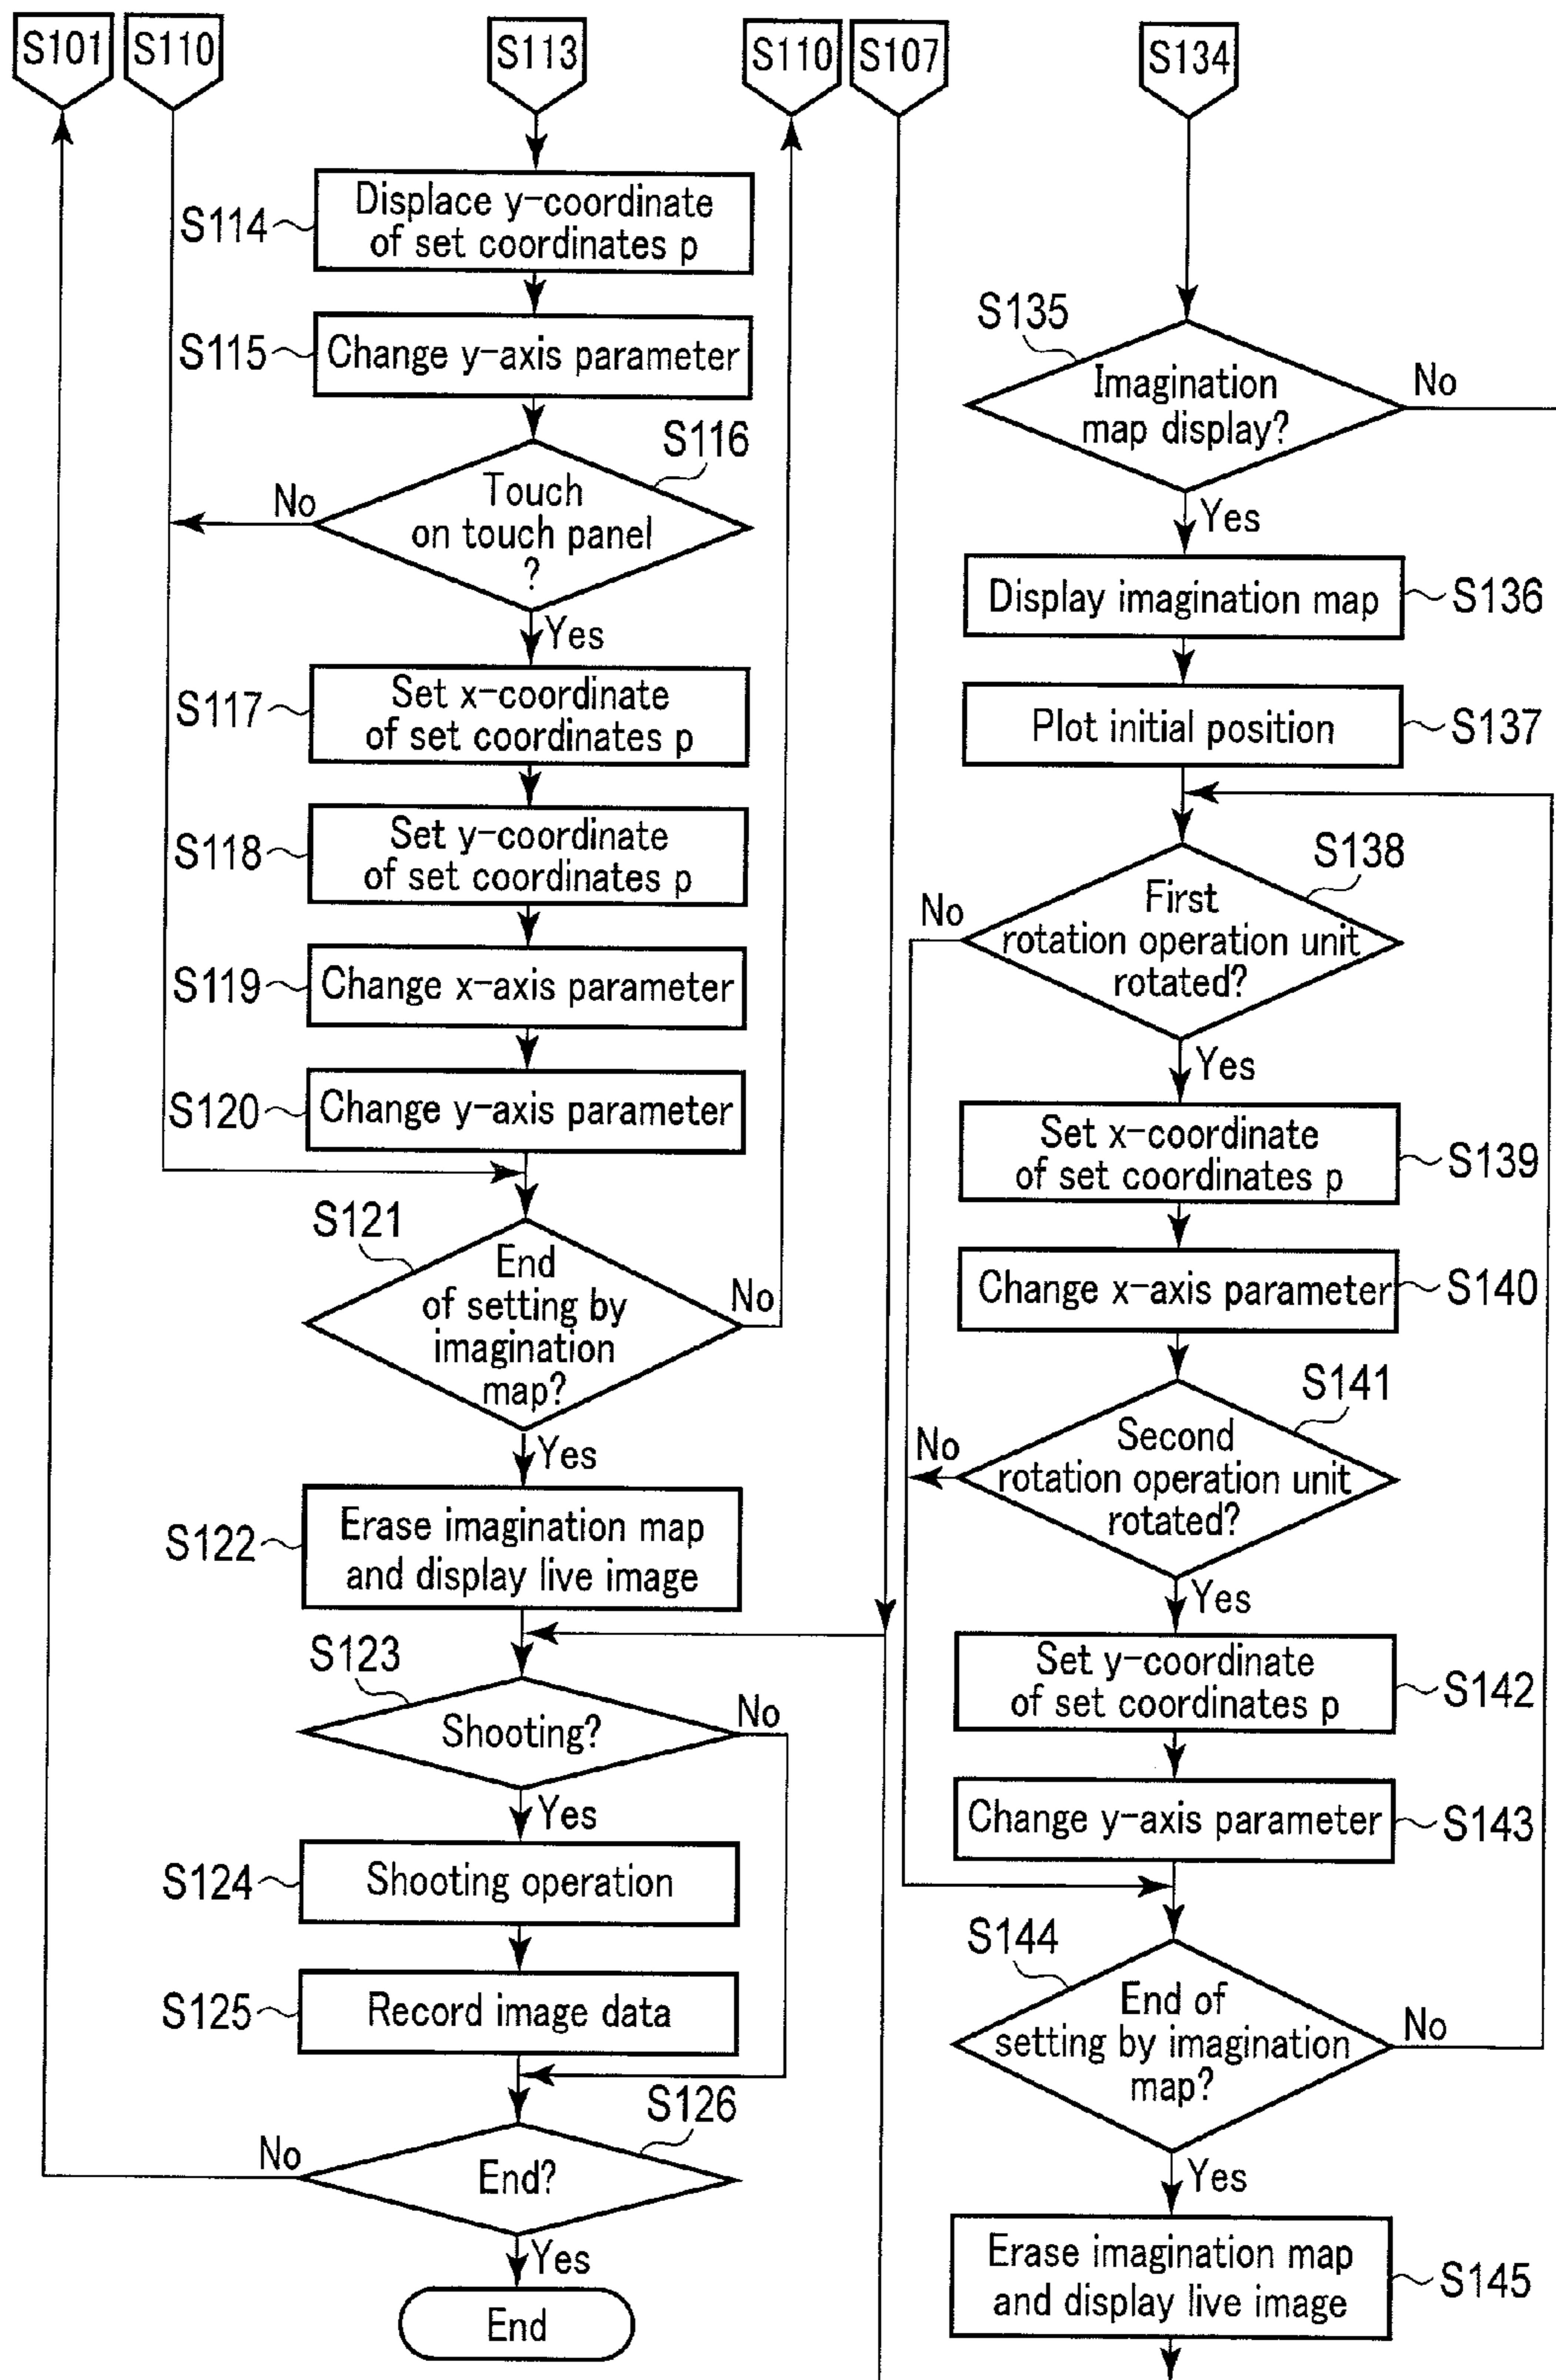 S101
S110
S113
S110
S107
S134
S114
Displace y-coordinate
of set coordinates p
S115
Change y-axis parameter
S116
Touch
on touch panel
?
No
Yes
S117
Set x-coordinate
of set coordinates p
S118
Set y-coordinate
of set coordinates p
S119
Change x-axis parameter
S120
Change y-axis parameter
S121
End
of setting by
imagination
map?
No
Yes
S122
Erase imagination map
and display live image
S123
Shooting?
No
Yes
S124
Shooting operation
S125
Record image data
S126
End?
No
Yes
End
S135
Imagination
map display?
No
Yes
Display imagination map
S136
Plot initial position
S137
S138
First
rotation operation unit
rotated?
No
Yes
Set x-coordinate
of set coordinates p
S139
Change x-axis parameter
S140
S141
Second
rotation operation unit
rotated?
No
Yes
Set y-coordinate
of set coordinates p
S142
Change y-axis parameter
S143
S144
End of
setting by imagination
map?
No
Yes
Erase imagination map
and display live image
S145